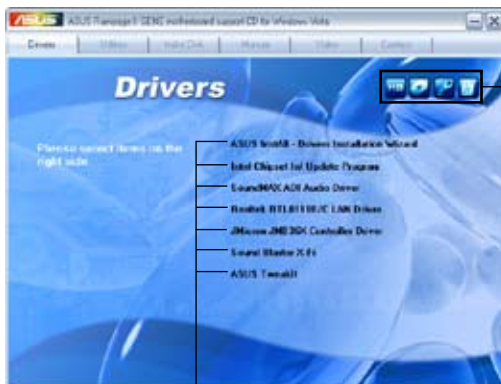 ASUS
ASUS Rampage II GENE motherboard support CD for Windows Vista
Drivers Utilities Make Disk Manual Video Contact
Drivers
Please select items on the
right side
ASUS InstAll - Drivers Installation Wizard
Intel Chipset Inf Update Program
SoundMAX ADI Audio Driver
Realtek LAN Driver
JMicron JMB36X Controller Driver
Sound Blaster X-Fi
ASUS TweakIt